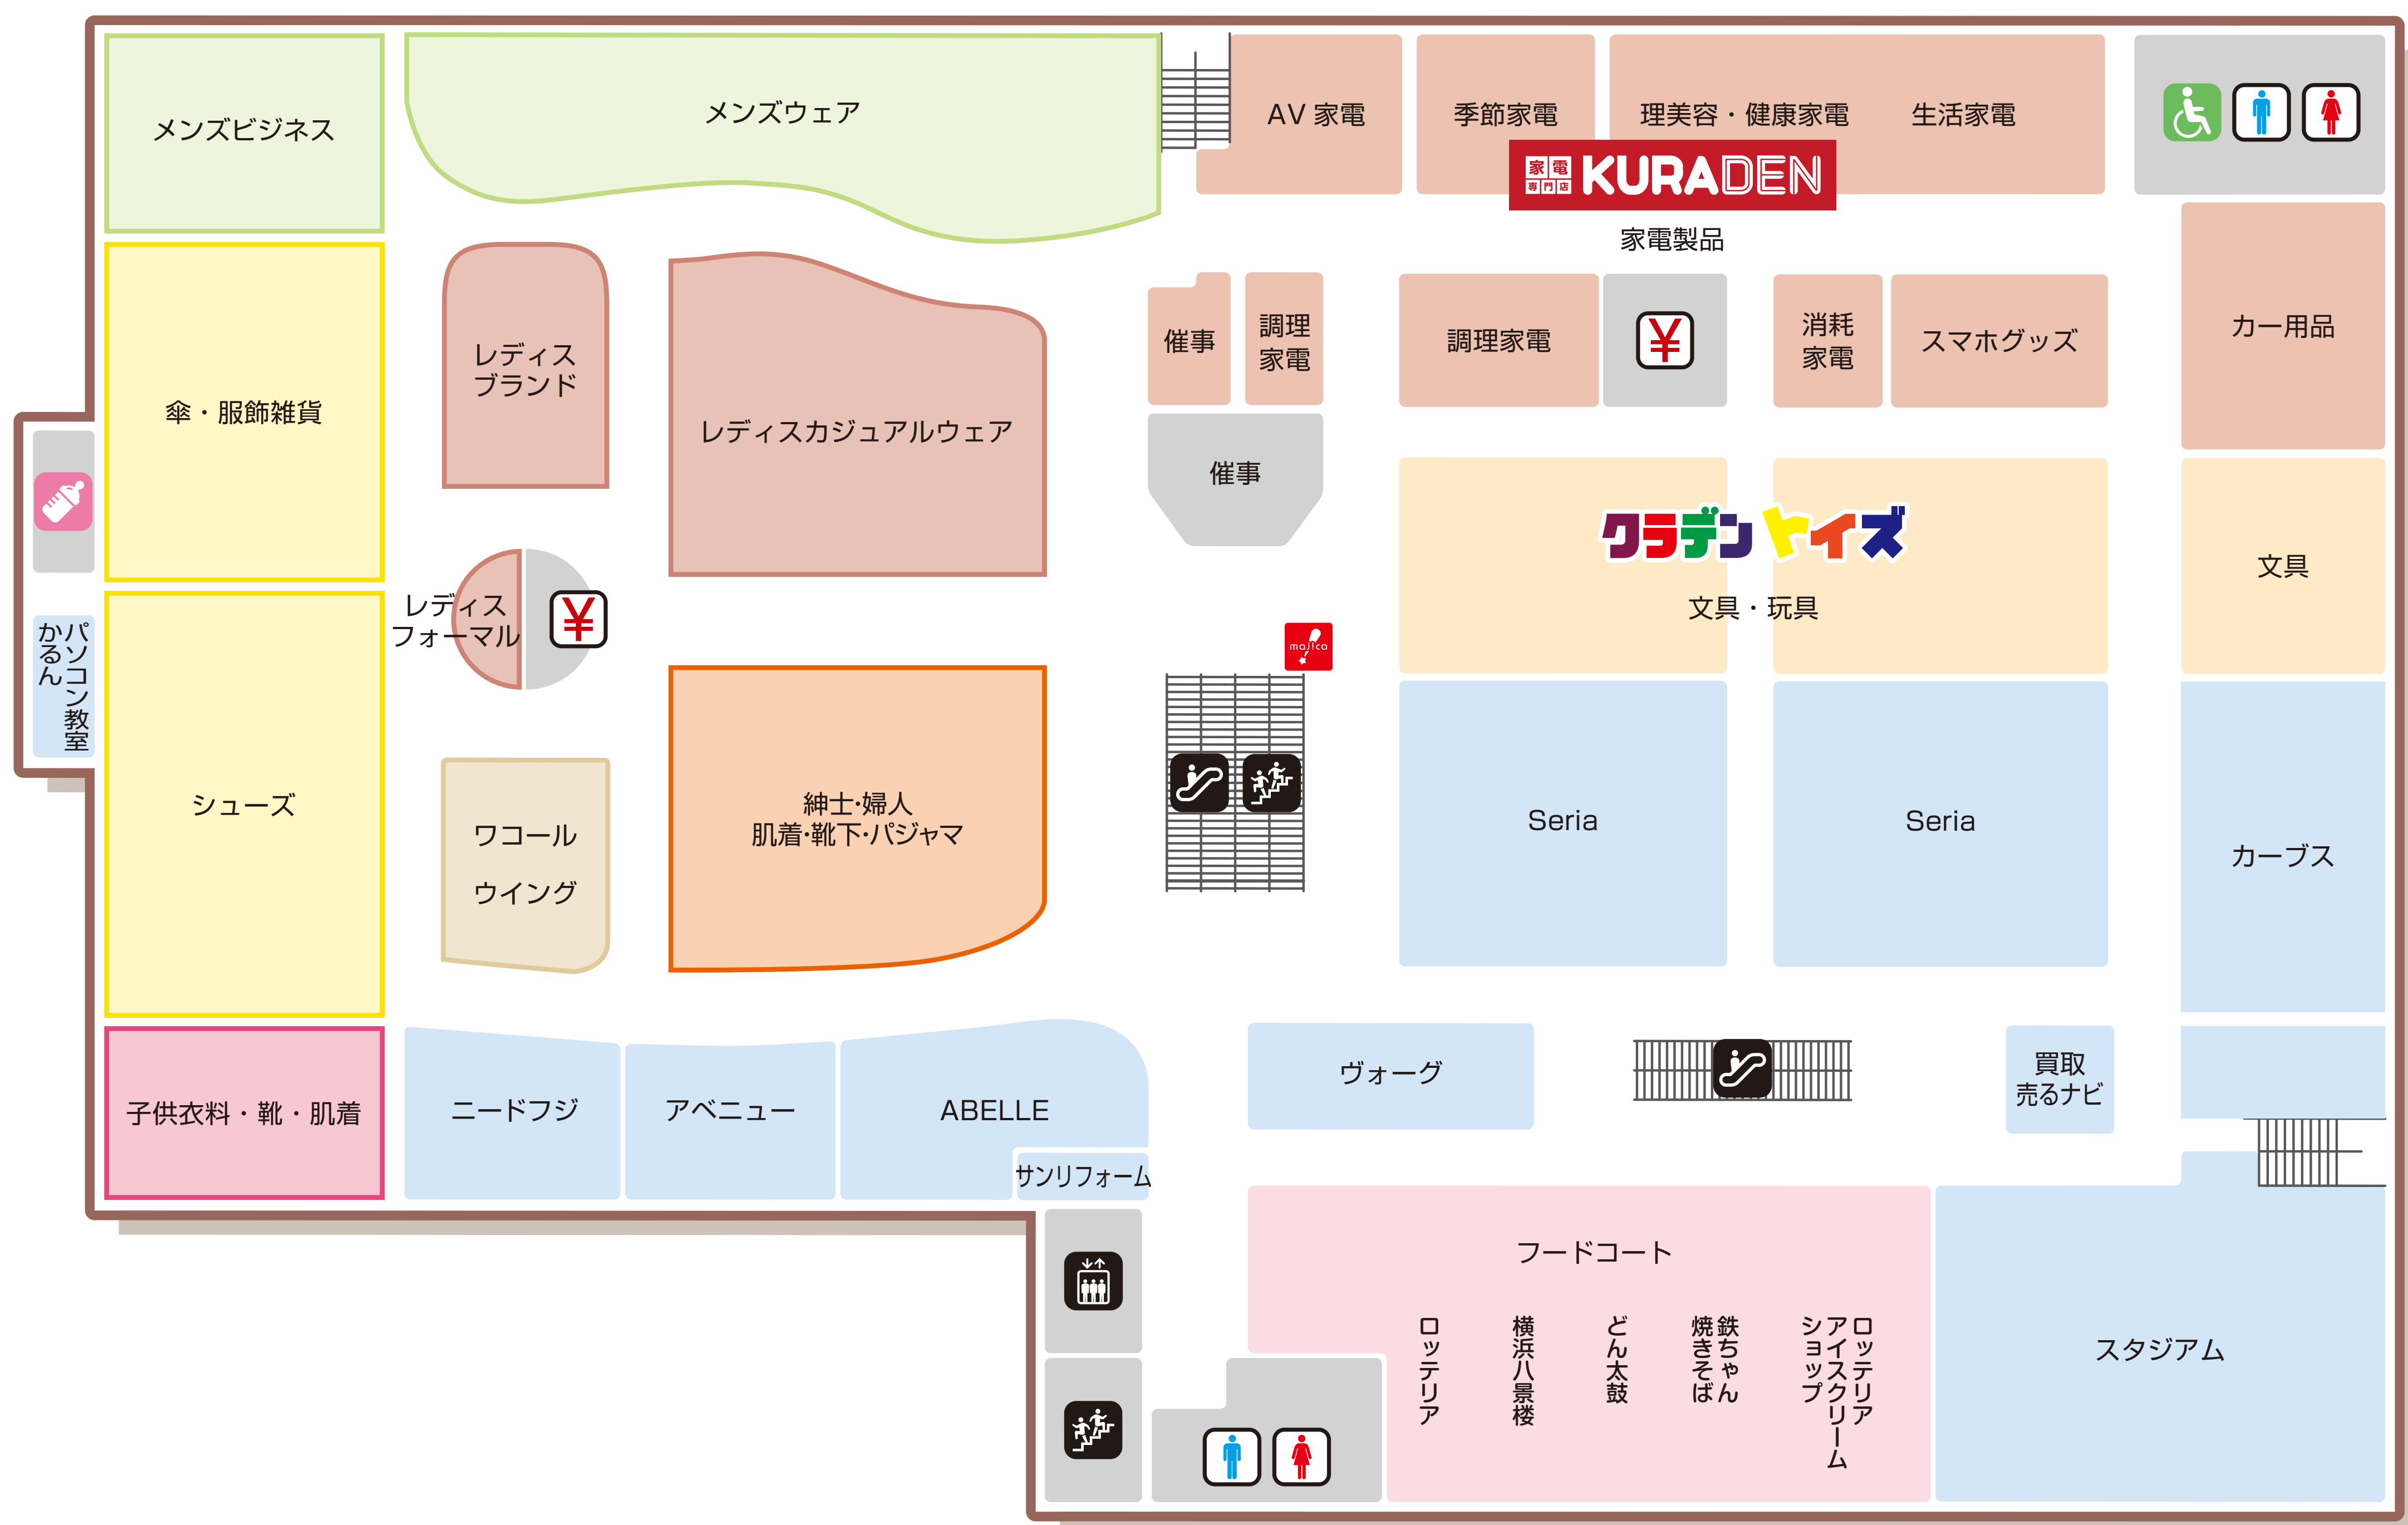 メンズビジネス
メンズウェア
AV 家電
季節家電
理美容・健康家電
生活家電
家電
専門店
KURADEN
家電製品
傘・服飾雑貨
レディス
ブランド
レディスカジュアルウェア
催事
調理
家電
調理家電
¥
消耗
家電
スマホグッズ
カー用品
催事
クラデン トイズ
文具・玩具
文具
パソコン教室
かるん
レディス
フォーマル
¥
majica
シューズ
ワコール
ウイング
紳士・婦人
肌着・靴下・パジャマ
Seria
Seria
カーブス
子供衣料・靴・肌着
ニードフジ
アベニュー
ABELLE
サンリフォーム
ヴォーグ
買取
売るナビ
フードコート
ロッテリア
横浜八景楼
どん太鼓
鉄ちゃん
焼きそば
ロッテリア
アイスクリーム
ショップ
スタジアム